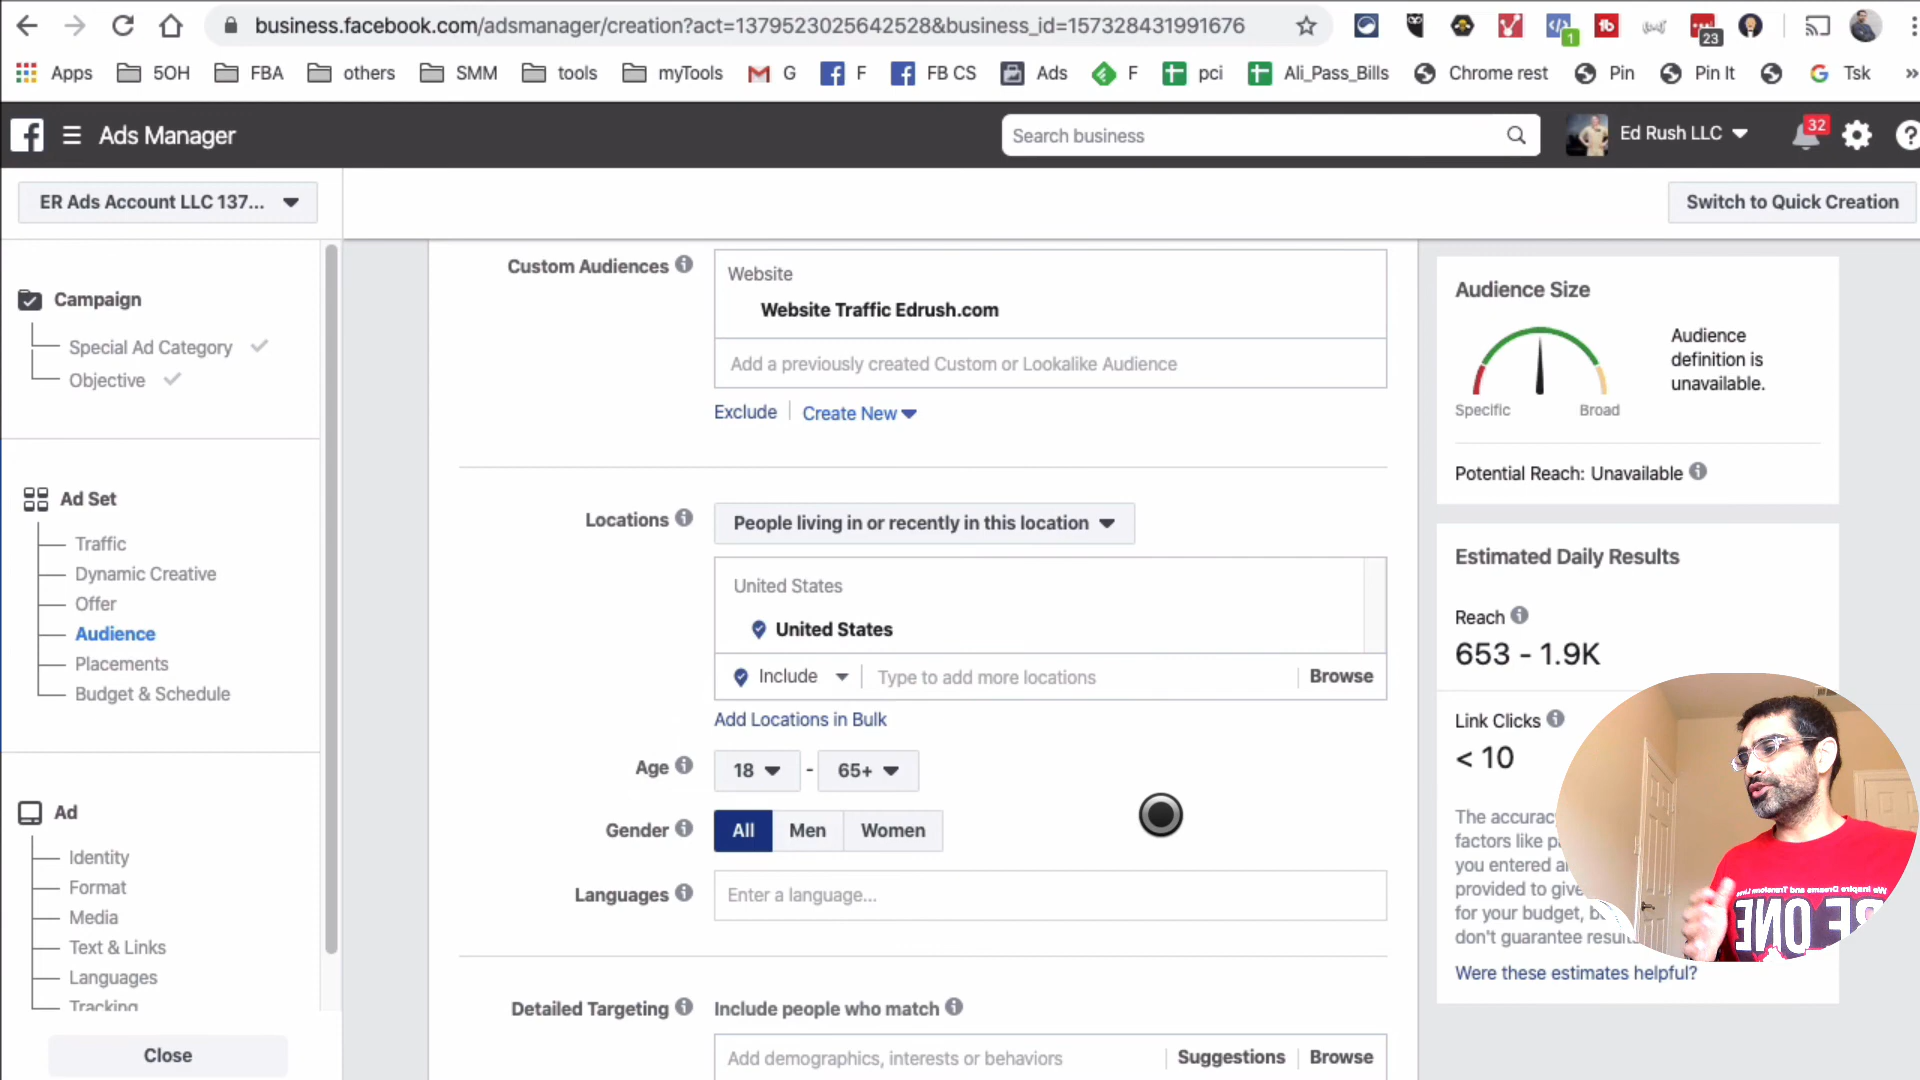 business.facebook.com/adsmanager/creation?act=1379523025642528&business_id=157328431991676
1
23
Apps
5OH
FBA
others
SMM
tools
myTools
G
F
FB CS
Ads
F
pci
Ali_Pass_Bills
Chrome rest
Pin
Pin It
Tsk
Ads Manager
Search business
Ed Rush LLC
32
ER Ads Account LLC 137...
Switch to Quick Creation
Campaign
Special Ad Category
Objective
Ad Set
Traffic
Dynamic Creative
Offer
Audience
Placements
Budget & Schedule
Ad
Identity
Format
Media
Text & Links
Languages
Tracking
Close
Custom Audiences
Website
Website Traffic Edrush.com
Add a previously created Custom or Lookalike Audience
Exclude
Create New
Locations
People living in or recently in this location
United States
United States
Include
Type to add more locations
Browse
Add Locations in Bulk
Age
18 - 65+
Gender
All
Men
Women
Languages
Enter a language...
Detailed Targeting
Include people who match
Add demographics, interests or behaviors
Suggestions
Browse
Audience Size
Specific
Broad
Audience
definition is
unavailable.
Potential Reach: Unavailable
Estimated Daily Results
Reach
653 - 1.9K
Link Clicks
< 10
The
factors like
you entered
provided to
for your budget,
don't guarantee
Were these estimates helpful?
ONE